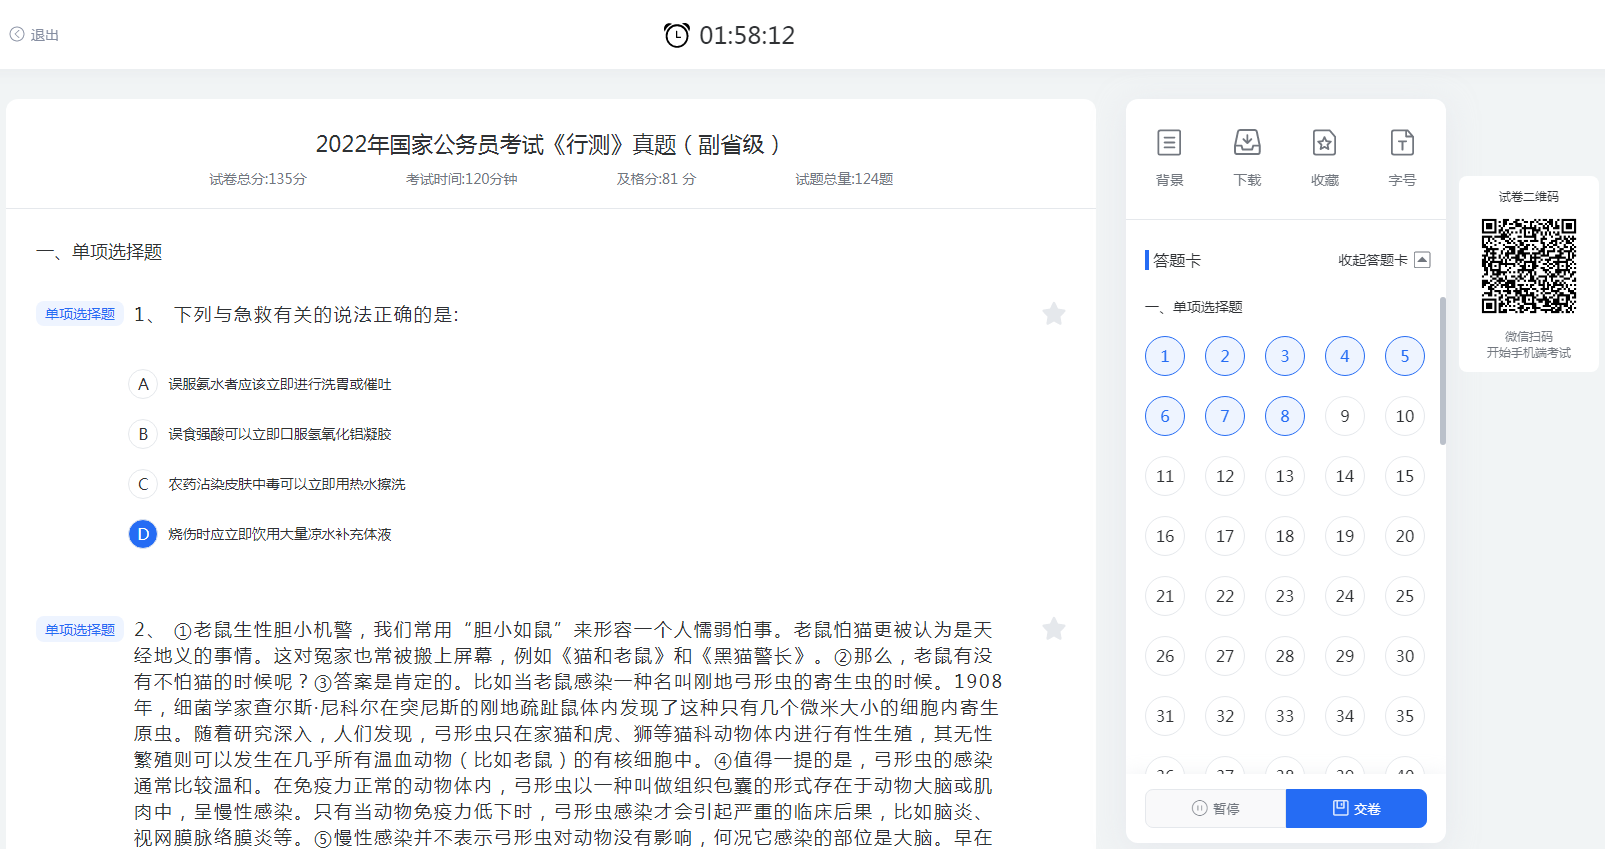 退出
01:58:12
2022年国家公务员考试《行测》真题（副省级）
试卷总分:135分 考试时间:120分钟 及格分:81 分 试题总量:124题
一、单项选择题
单项选择题 1、 下列与急救有关的说法正确的是:
A 误服氨水者应该立即进行洗胃或催吐
B 误食强酸可以立即口服氢氧化铝凝胶
C 农药沾染皮肤中毒可以立即用热水擦洗
D 烧伤时应立即饮用大量凉水补充体液
单项选择题 2、 ①老鼠生性胆小机警，我们常用“胆小如鼠”来形容一个人懦弱怕事。老鼠怕猫更被认为是天
经地义的事情。这对冤家也常被搬上屏幕，例如《猫和老鼠》和《黑猫警长》。②那么，老鼠有没
有不怕猫的时候呢？③答案是肯定的。比如当老鼠感染一种名叫刚地弓形虫的寄生虫的时候。1908
年，细菌学家查尔斯·尼科尔在突尼斯的刚地疏趾鼠体内发现了这种只有几个微米大小的细胞内寄生
原虫。随着研究深入，人们发现，弓形虫只在家猫和虎、狮等猫科动物体内进行有性生殖，其无性
繁殖则可以发生在几乎所有温血动物（比如老鼠）的有核细胞中。④值得一提的是，弓形虫的感染
通常比较温和。在免疫力正常的动物体内，弓形虫以一种叫做组织包囊的形式存在于动物大脑或肌
肉中，呈慢性感染。只有当动物免疫力低下时，弓形虫感染才会引起严重的临床后果，比如脑炎、
视网膜脉络膜炎等。⑤慢性感染并不表示弓形虫对动物没有影响，何况它感染的部位是大脑。早在
背景 下载 收藏 字号
答题卡 收起答题卡
一、单项选择题
1 2 3 4 5
6 7 8 9 10
11 12 13 14 15
16 17 18 19 20
21 22 23 24 25
26 27 28 29 30
31 32 33 34 35
36 37 38 39 40
暂停 交卷
试卷二维码
微信扫码
开始手机端考试